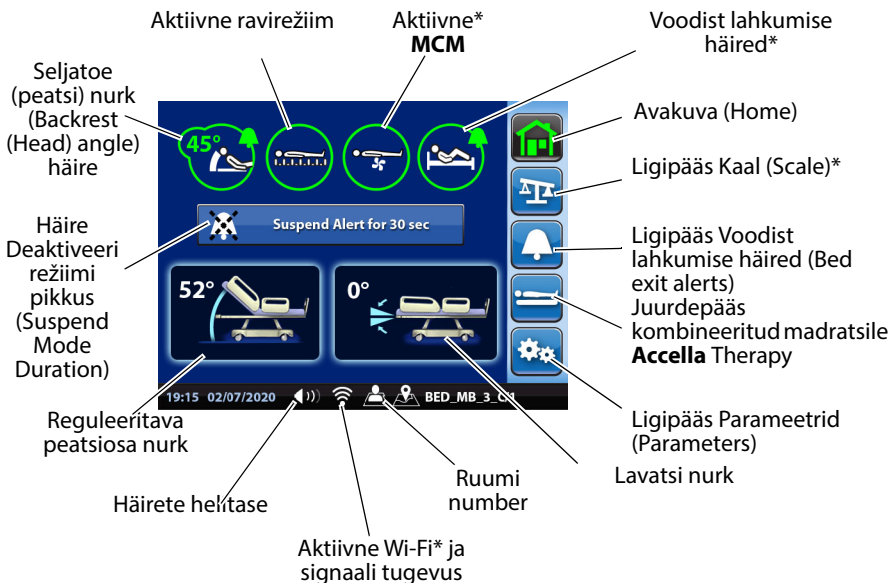 Aktiivne ravirežiim
Aktiivne*
MCM
Voodist lahkumise
häired*
Seljatoe
(peatsi) nurk
(Backrest
(Head) angle)
häire
45°
Avakuva (Home)
Ligipääs Kaal (Scale)*
Häire
Deaktiveeri
režiimi
pikkus
(Suspend
Mode
Duration)
Suspend Alert for 30 sec
Ligipääs Voodist
lahkumise häired (Bed
exit alerts)
Juurdepääs
kombineeritud madratsile
Accella Therapy
52°
0°
19:15 02/07/2020
Ligipääs Parameetrid
(Parameters)
Reguleeritava
peatsiosa nurk
Lavatsi nurk
Häirete helitase
Ruumi
number
Aktiivne Wi-Fi* ja
signaali tugevus